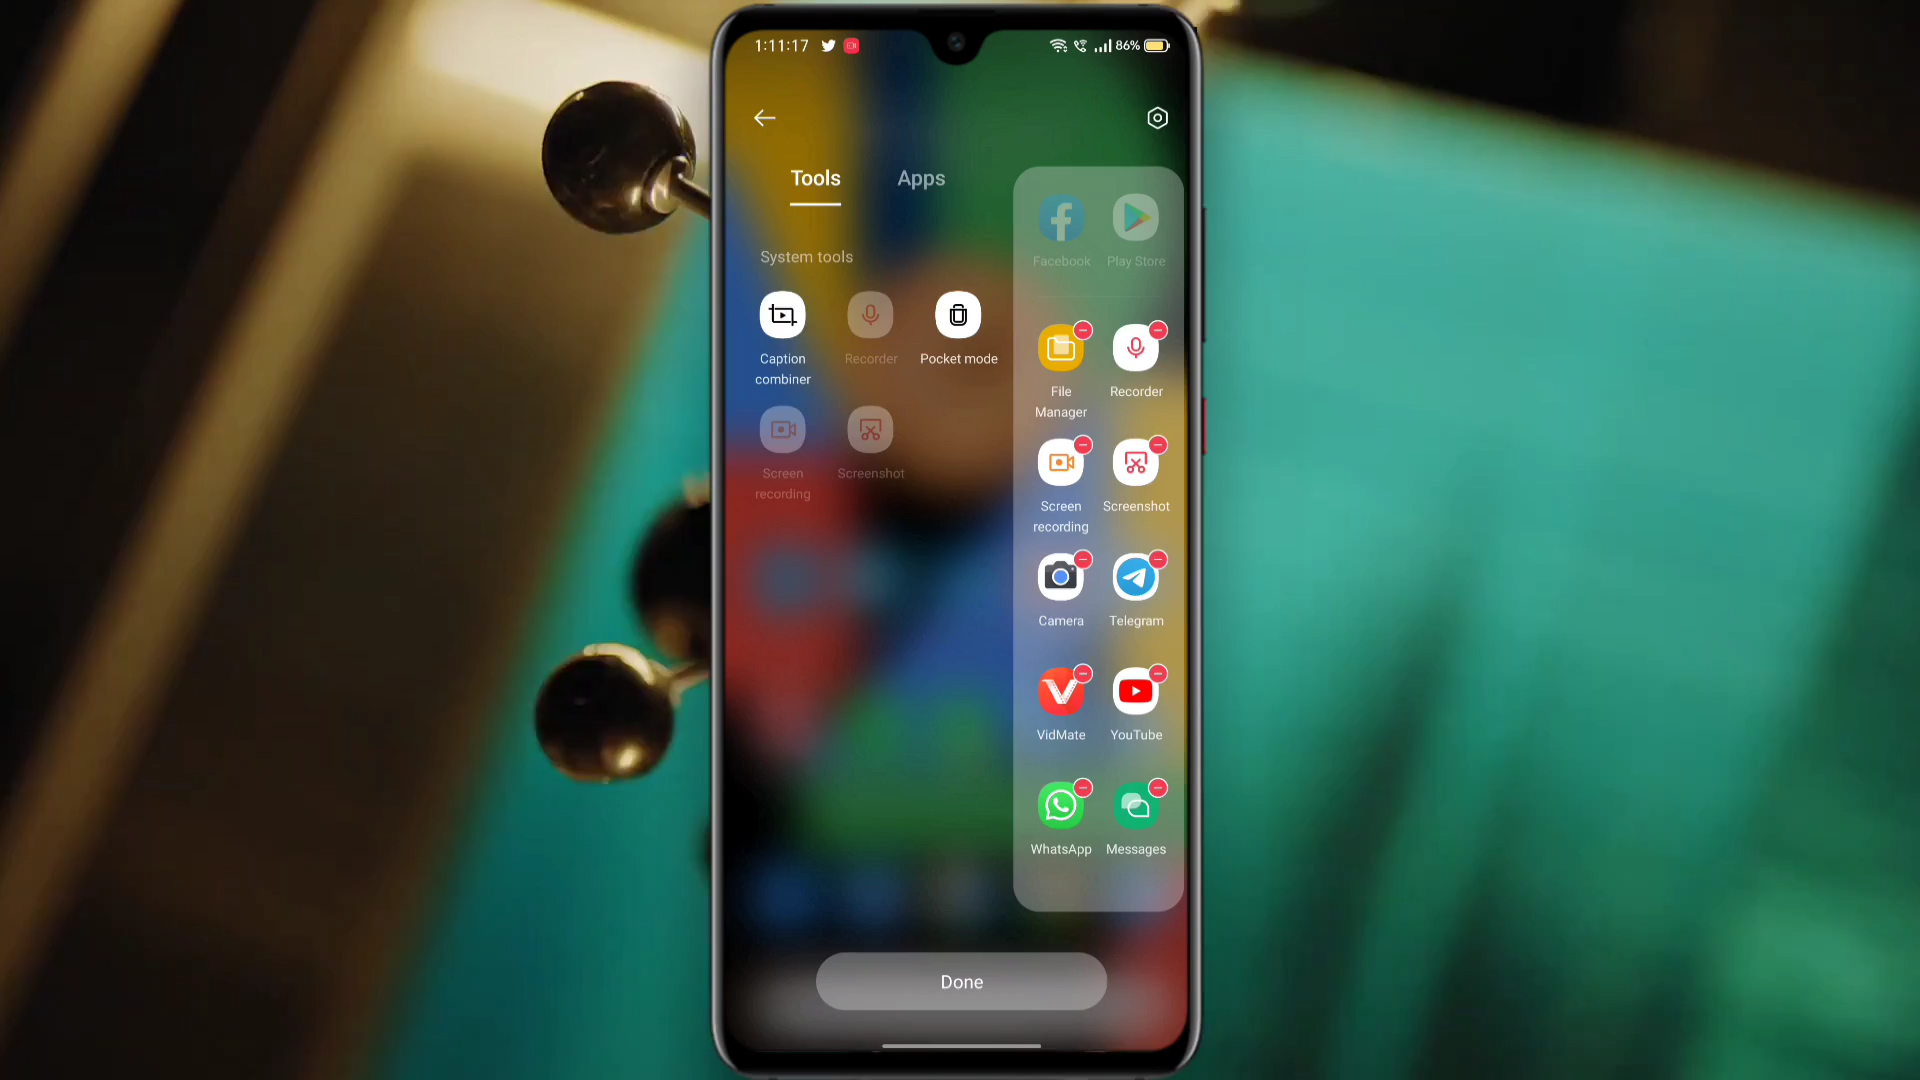 1:11:17
86%
Tools
Apps
System tools
Caption
combiner
Recorder
Pocket mode
Screen
recording
Screenshot
Facebook
Play Store
File
Manager
Recorder
Screen
recording
Screenshot
Camera
Telegram
VidMate
YouTube
WhatsApp
Messages
Done